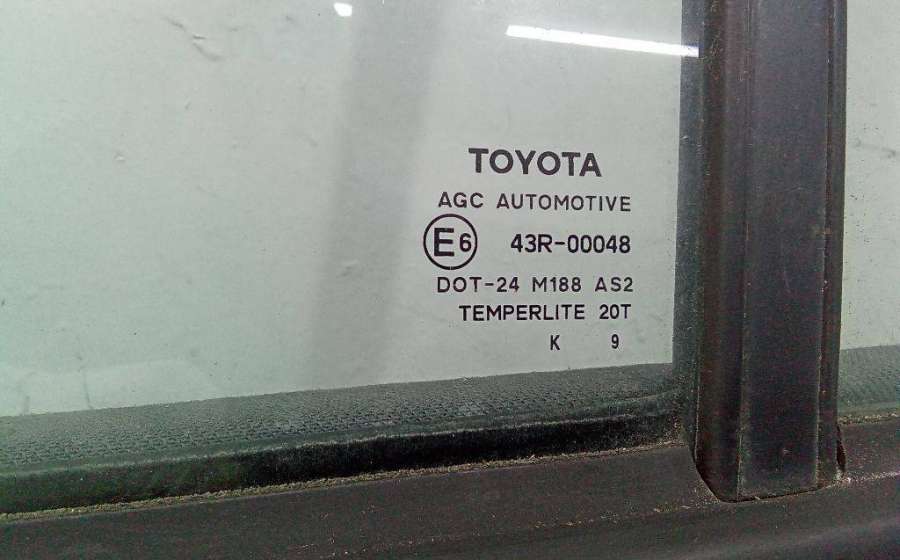 TOYOTA
AGC AUTOMOTIVE
E6 43R-00048
DOT-24 M188 AS2
TEMPERLITE 20T
K 9